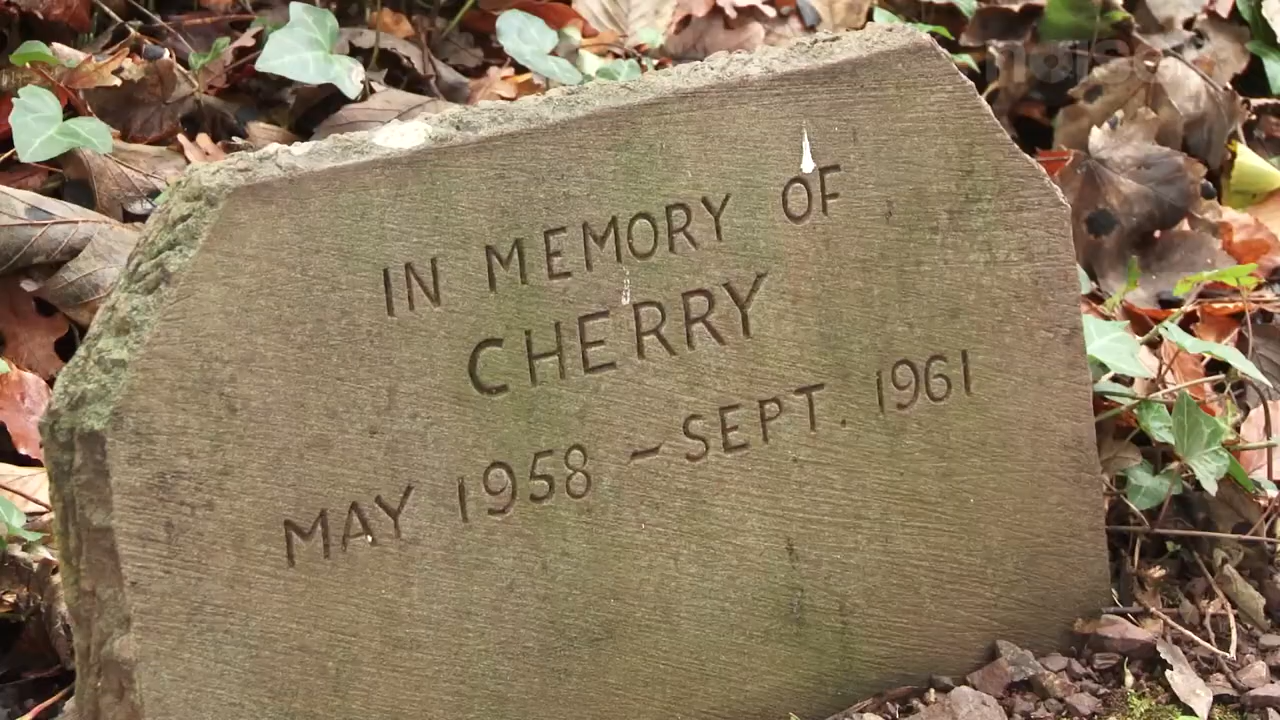 IN MEMORY OF
CHERRY
MAY 1958 – SEPT. 1961